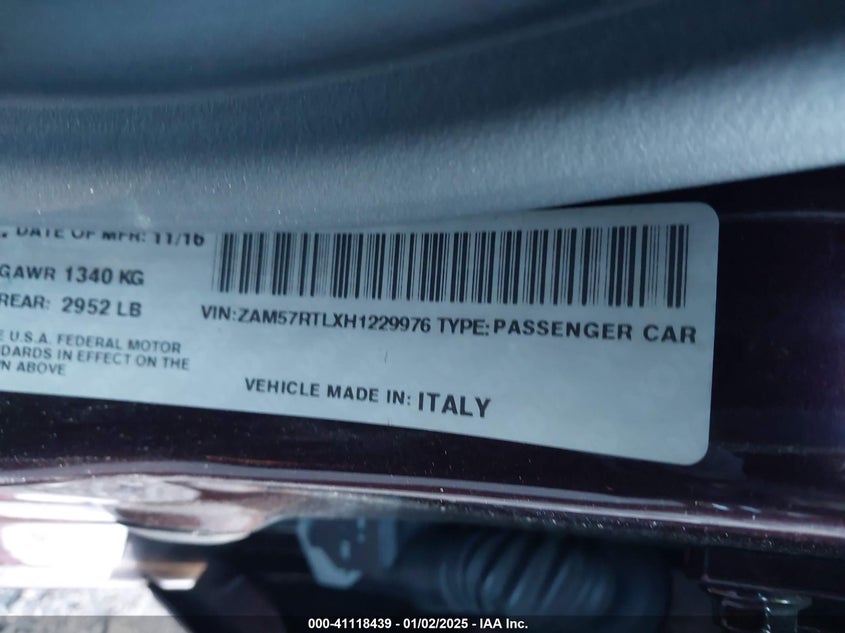 DATE OF MFR: 11/16
GAWR 1340 KG
REAR: 2952 LB
VIN:ZAM57RTLXH1229976 TYPE:PASSENGER CAR
E U.S.A. FEDERAL MOTOR
DARDS IN EFFECT ON THE
N ABOVE
VEHICLE MADE IN: ITALY
000-41118439 - 01/02/2025 - IAA Inc.